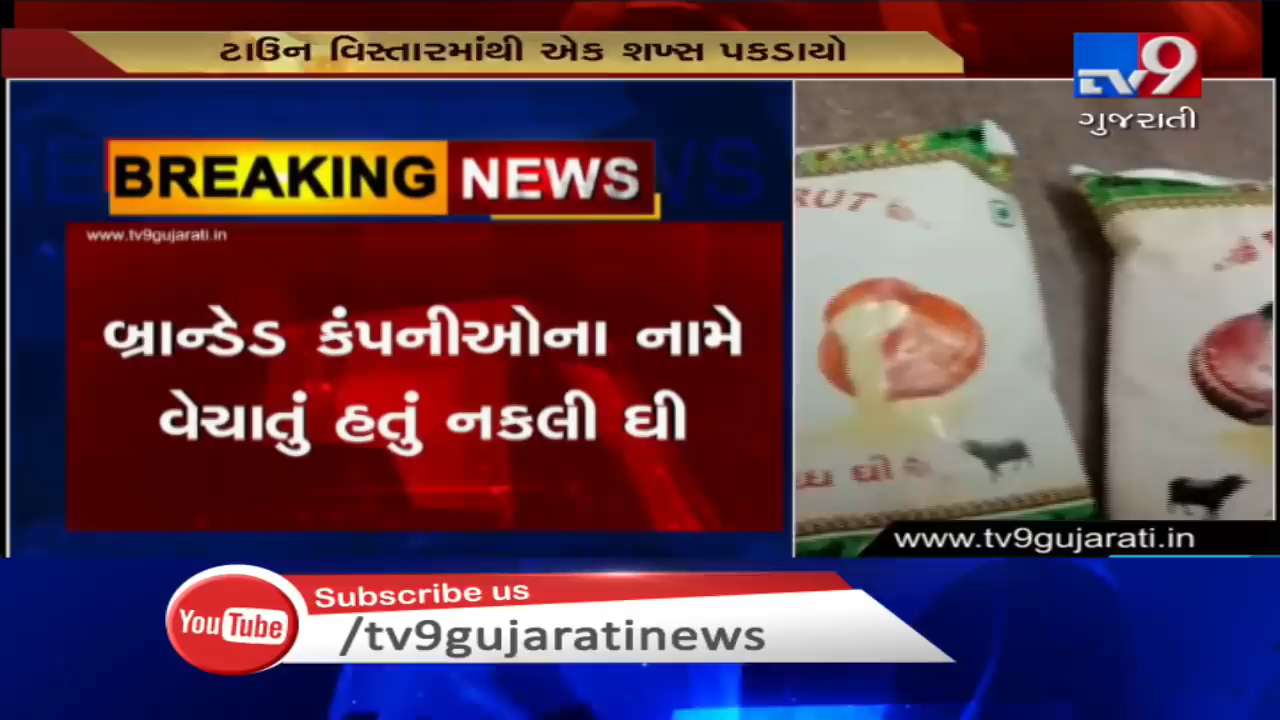 ટાઉન વિસ્તારમાંથી એક શખ્સ પકડાયો
TV9
ગુજરાતી
BREAKING NEWS
www.tv9gujarati.in
બ્રાન્ડેડ કંપનીઓના નામે
વેચાતું હતું નકલી ઘી
RUT
ઘી
www.tv9gujarati.in
Subscribe us
YouTube
/tv9gujaratinews